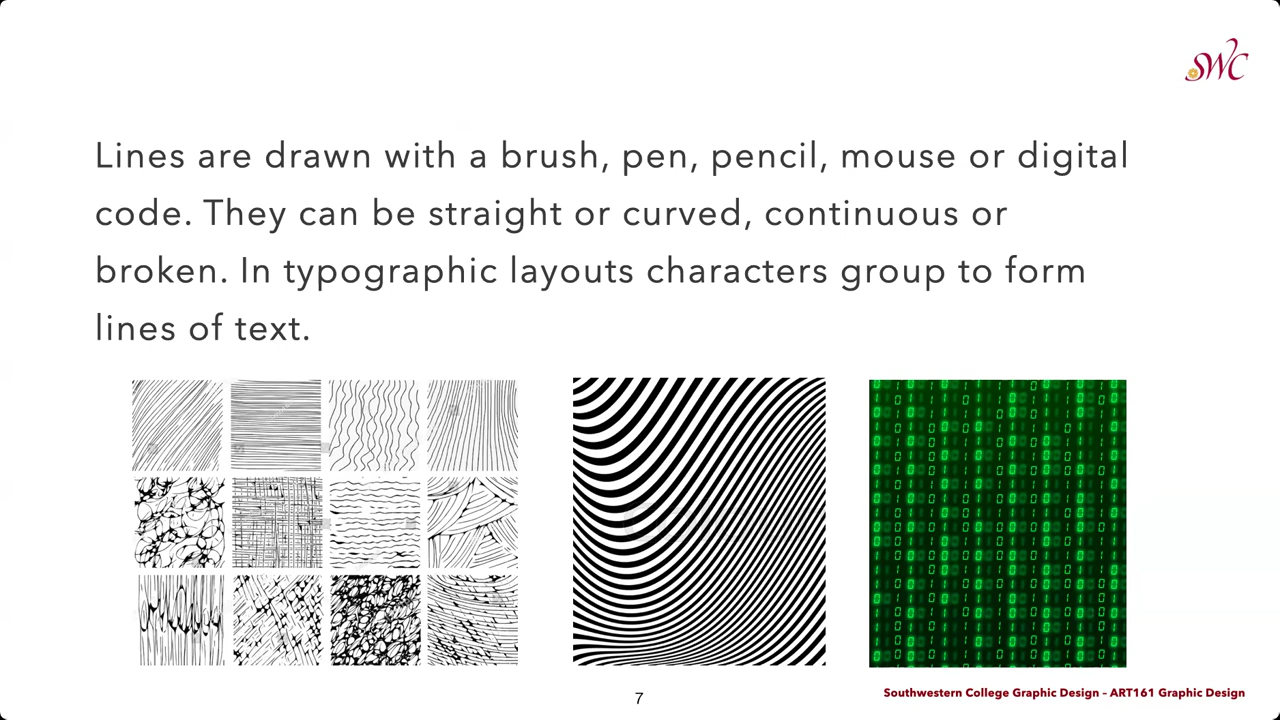 SWC
Lines are drawn with a brush, pen, pencil, mouse or digital
code. They can be straight or curved, continuous or
broken. In typographic layouts characters group to form
lines of text.
7
Southwestern College Graphic Design – ART161 Graphic Design